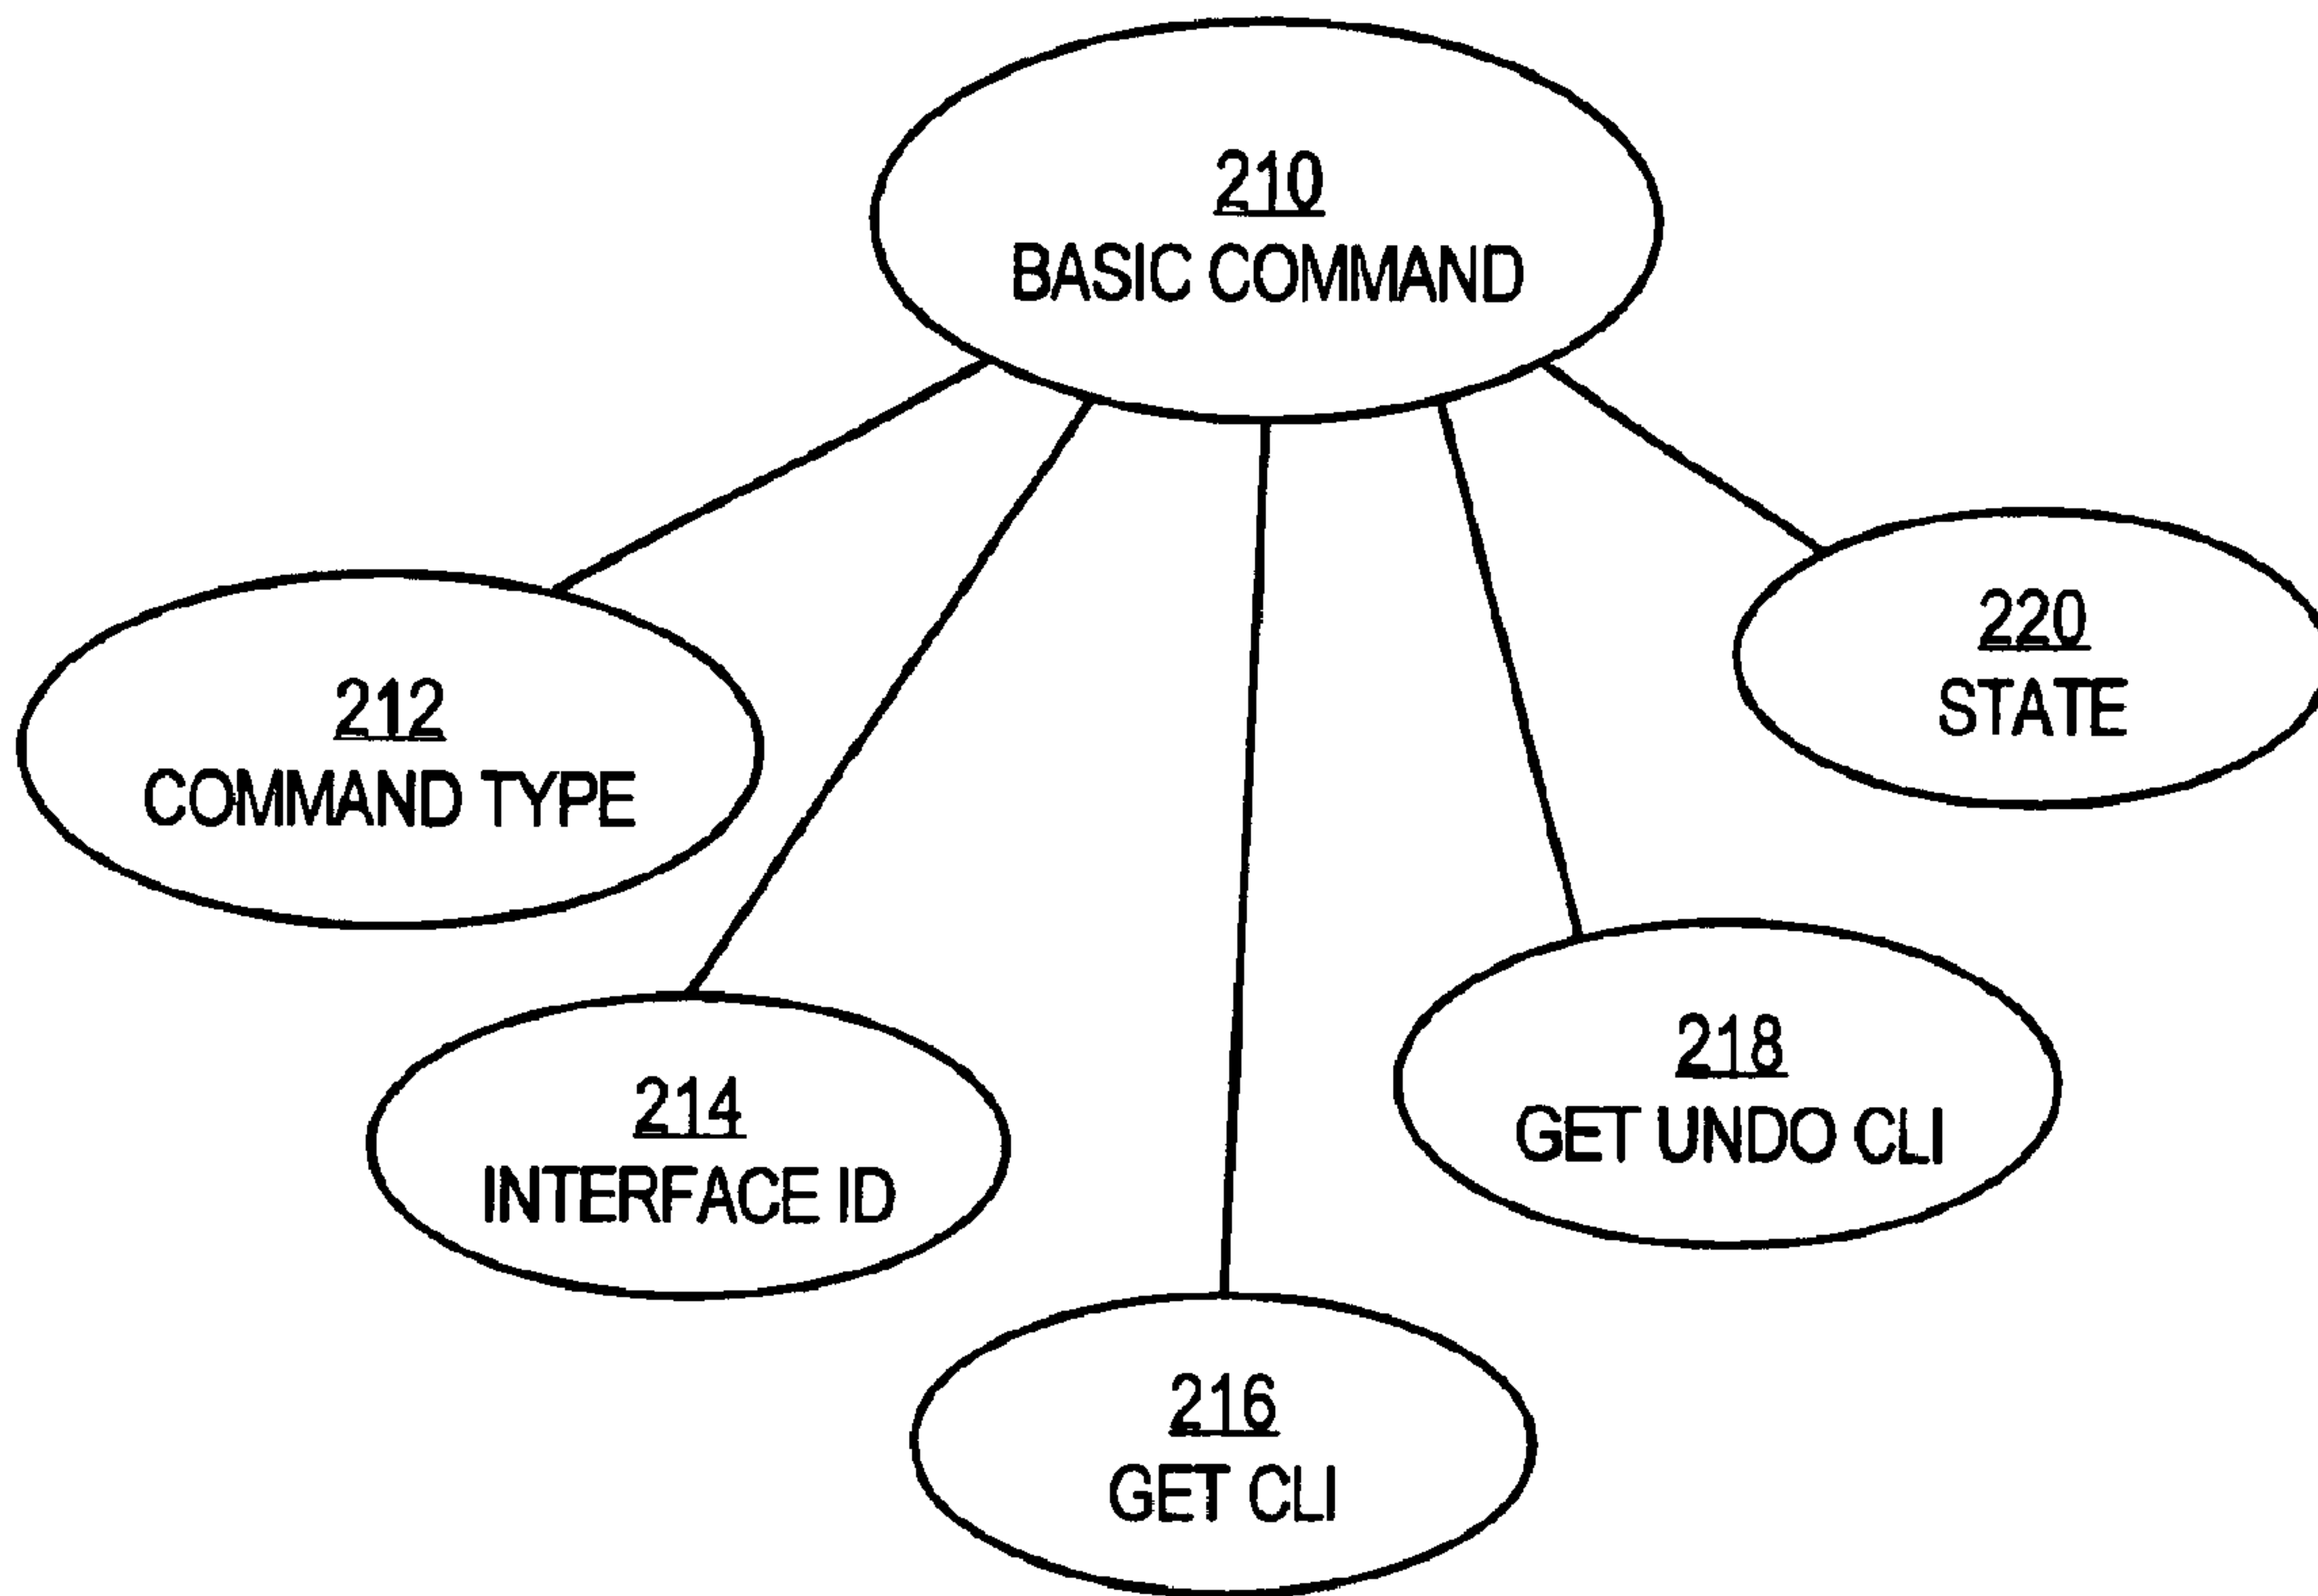 210
BASIC COMMAND
220
STATE
212
COMMAND TYPE
218
GET UNDO CLI
214
INTERFACE ID
216
GET CLI